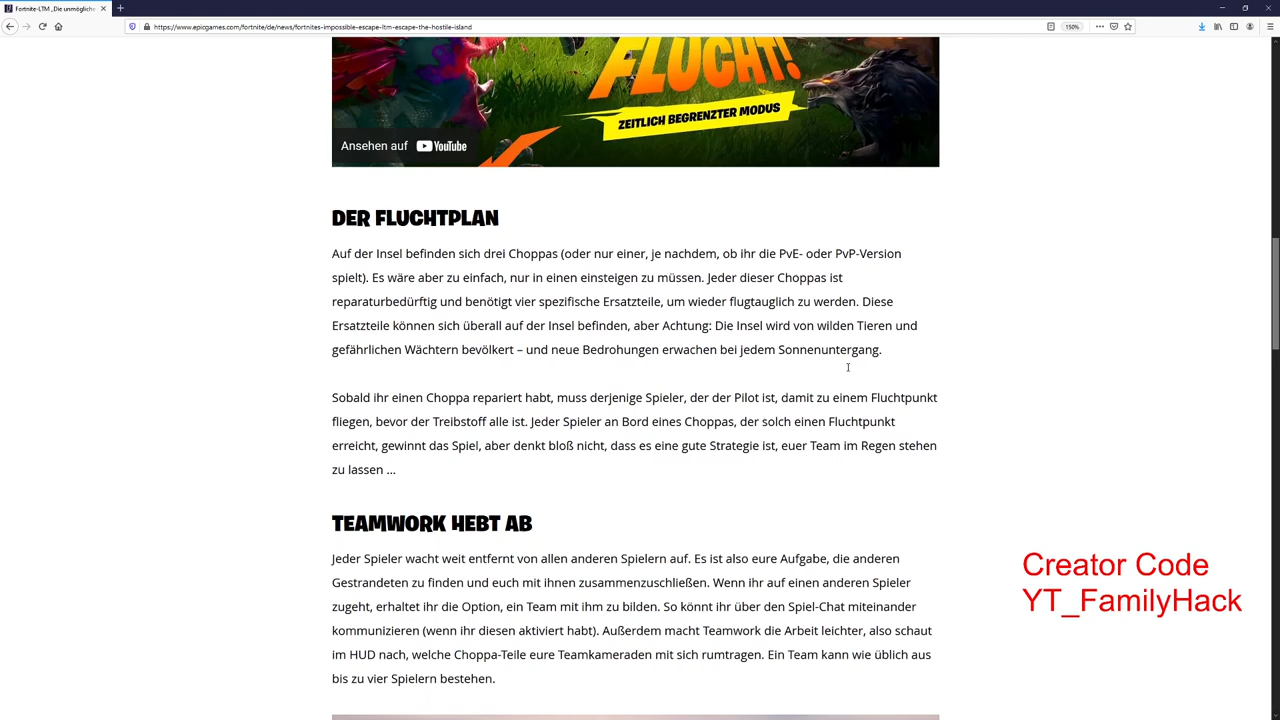 Fortnite-LTM „Die unmögliche
https://www.epicgames.com/fortnite/de/news/fortnites-impossible-escape-ltm-escape-the-hostile-island
150%
FLUCHT!
ZEITLICH BEGRENZTER MODUS
Ansehen auf YouTube
DER FLUCHTPLAN
Auf der Insel befinden sich drei Choppas (oder nur einer, je nachdem, ob ihr die PvE- oder PvP-Version
spielt). Es wäre aber zu einfach, nur in einen einsteigen zu müssen. Jeder dieser Choppas ist
reparaturbedürftig und benötigt vier spezifische Ersatzteile, um wieder flugtauglich zu werden. Diese
Ersatzteile können sich überall auf der Insel befinden, aber Achtung: Die Insel wird von wilden Tieren und
gefährlichen Wächtern bevölkert – und neue Bedrohungen erwachen bei jedem Sonnenuntergang.
Sobald ihr einen Choppa repariert habt, muss derjenige Spieler, der der Pilot ist, damit zu einem Fluchtpunkt
fliegen, bevor der Treibstoff alle ist. Jeder Spieler an Bord eines Choppas, der solch einen Fluchtpunkt
erreicht, gewinnt das Spiel, aber denkt bloß nicht, dass es eine gute Strategie ist, euer Team im Regen stehen
zu lassen ...
TEAMWORK HEBT AB
Jeder Spieler wacht weit entfernt von allen anderen Spielern auf. Es ist also eure Aufgabe, die anderen
Gestrandeten zu finden und euch mit ihnen zusammenzuschließen. Wenn ihr auf einen anderen Spieler
zugeht, erhaltet ihr die Option, ein Team mit ihm zu bilden. So könnt ihr über den Spiel-Chat miteinander
kommunizieren (wenn ihr diesen aktiviert habt). Außerdem macht Teamwork die Arbeit leichter, also schaut
im HUD nach, welche Choppa-Teile eure Teamkameraden mit sich rumtragen. Ein Team kann wie üblich aus
bis zu vier Spielern bestehen.
Creator Code
YT_FamilyHack